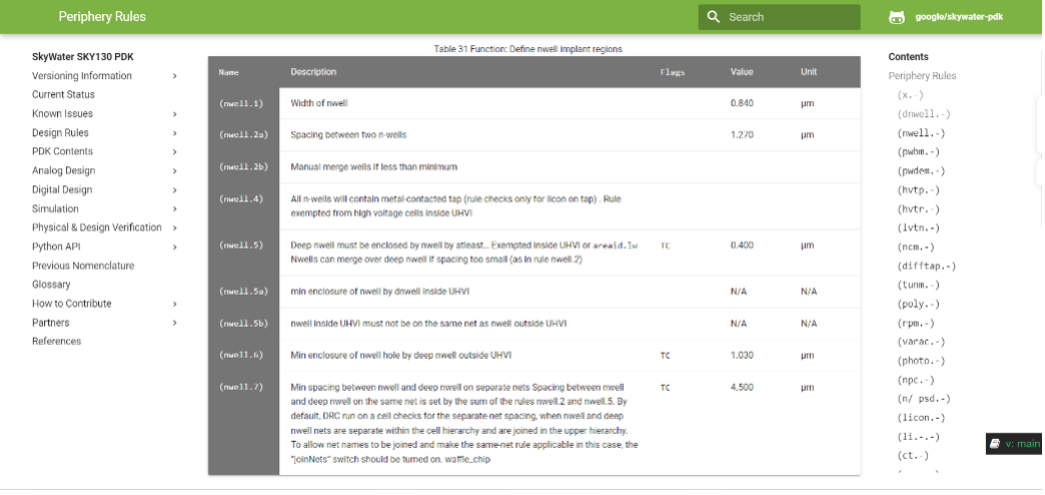 Periphery Rules
Search
google/skywater-pdk
SkyWater SKY130 PDK
Versioning Information
Current Status
Known Issues
Design Rules
PDK Contents
Analog Design
Digital Design
Simulation
Physical & Design Verification
Python API
Previous Nomenclature
Glossary
How to Contribute
Partners
References
Table 31 Function: Define nwell implant regions
Name Description Flags Value Unit
(nwell.1) Width of nwell 0.840 µm
(nwell.2a) Spacing between two n-wells 1.270 µm
(nwell.2b) Manual merge wells if less than minimum
(nwell.4) All n-wells will contain metal-contacted tap (rule checks only for licon on tap) . Rule
exempted from high voltage cells inside UHVI
(nwell.5) Deep nwell must be enclosed by nwell by atleast... Exempted inside UHVI or areaid.lw TC 0.400 µm
Nwells can merge over deep nwell if spacing too small (as in rule nwell.2)
(nwell.5a) min enclosure of nwell by dnwell inside UHVI N/A N/A
(nwell.5b) nwell inside UHVI must not be on the same net as nwell outside UHVI N/A N/A
(nwell.6) Min enclosure of nwell hole by deep nwell outside UHVI TC 1.030 µm
(nwell.7) Min spacing between nwell and deep nwell on separate nets Spacing between nwell TC 4.500 µm
and deep nwell on the same net is set by the sum of the rules nwell.2 and nwell.5. By
default, DRC run on a cell checks for the separate-net spacing, when nwell and deep
nwell nets are separate within the cell hierarchy and are joined in the upper hierarchy.
To allow net names to be joined and make the same-net rule applicable in this case, the
“joinNets” switch should be turned on. waffle_chip
Contents
Periphery Rules
(x.-)
(dnwell.-)
(nwell.-)
(pwbm.-)
(pwdem.-)
(hvtp.-)
(hvtr.-)
(lvtn.-)
(ncm.-)
(difftap.-)
(tunm.-)
(poly.-)
(rpm.-)
(varac.-)
(photo.-)
(npc.-)
(n/ psd.-)
(licon.-)
(li.-.-)
(ct.-)
v: main